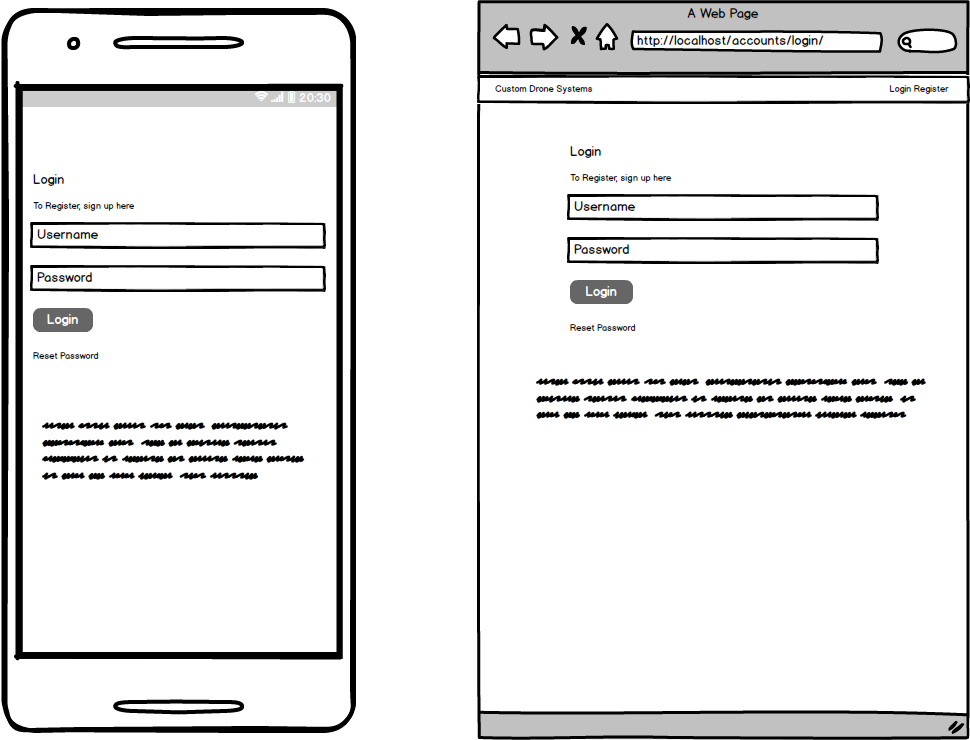 20:30
Login
To Register, sign up here
Username
Password
Login
Reset Password
A Web Page
http://localhost/accounts/login/
Custom Drone Systems
Login Register
Login
To Register, sign up here
Username
Password
Login
Reset Password